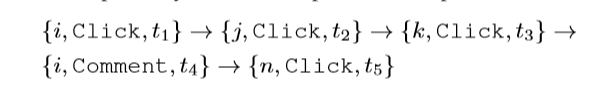 {i, Click, t₁} → {j, Click, t₂} → {k, Click, t₃} →
{i, Comment, t₄} → {n, Click, t₅}